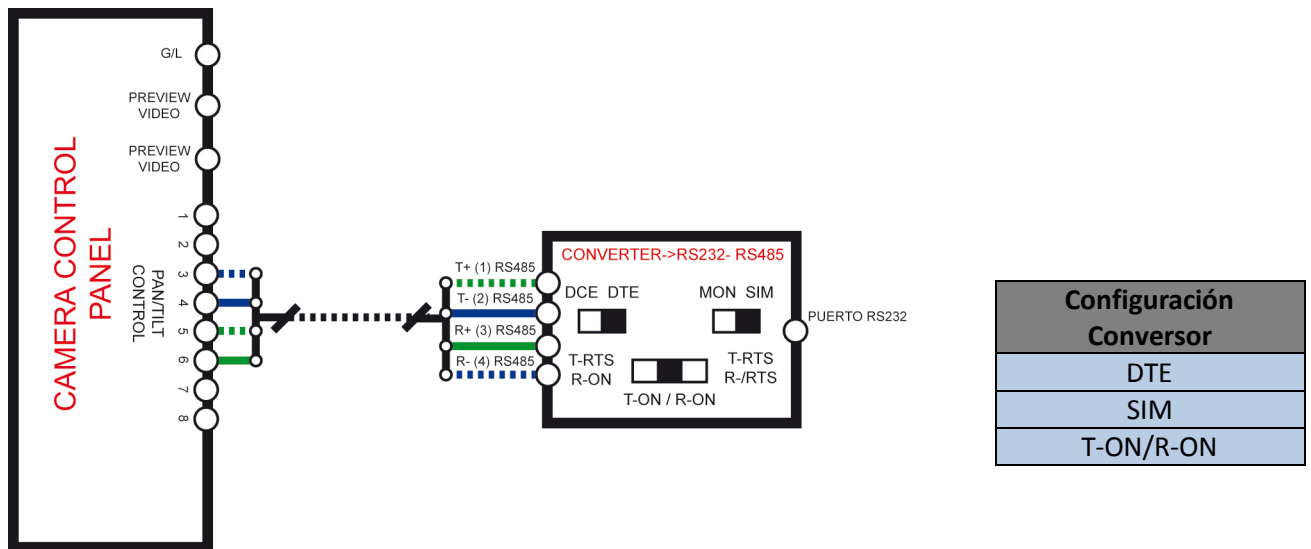 CAMERA CONTROL
PANEL
G/L
PREVIEW
VIDEO
PREVIEW
VIDEO
1
2
3
4
5
6
7
8
PAN/TILT
CONTROL
T+ (1) RS485
T- (2) RS485
R+ (3) RS485
R- (4) RS485
CONVERTER->RS232- RS485
DCE DTE
MON SIM
T-RTS
R-ON
T-RTS
R-/RTS
T-ON / R-ON
PUERTO RS232
Configuración
Conversor
DTE
SIM
T-ON/R-ON